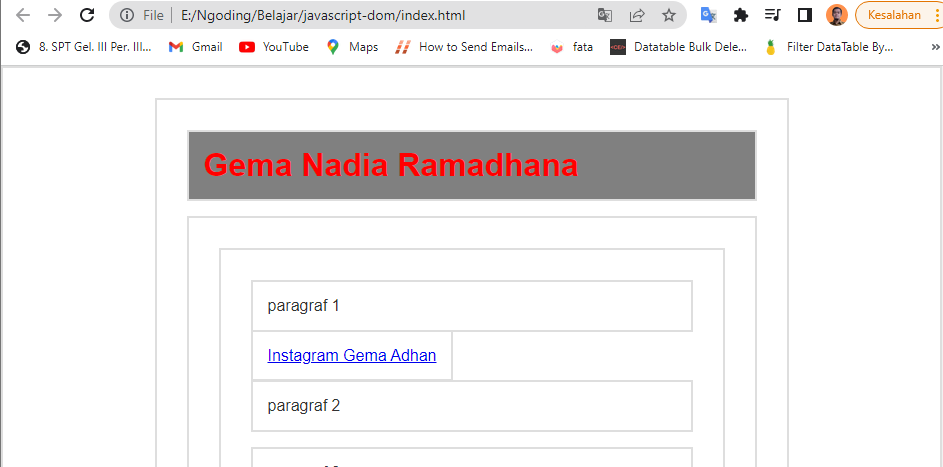 File | E:/Ngoding/Belajar/javascript-dom/index.html Kesalahan
8. SPT Gel. III Per. III... Gmail YouTube Maps How to Send Emails... fata <CE/> Datatable Bulk Dele... Filter DataTable By... »
Gema Nadia Ramadhana
paragraf 1
Instagram Gema Adhan
paragraf 2